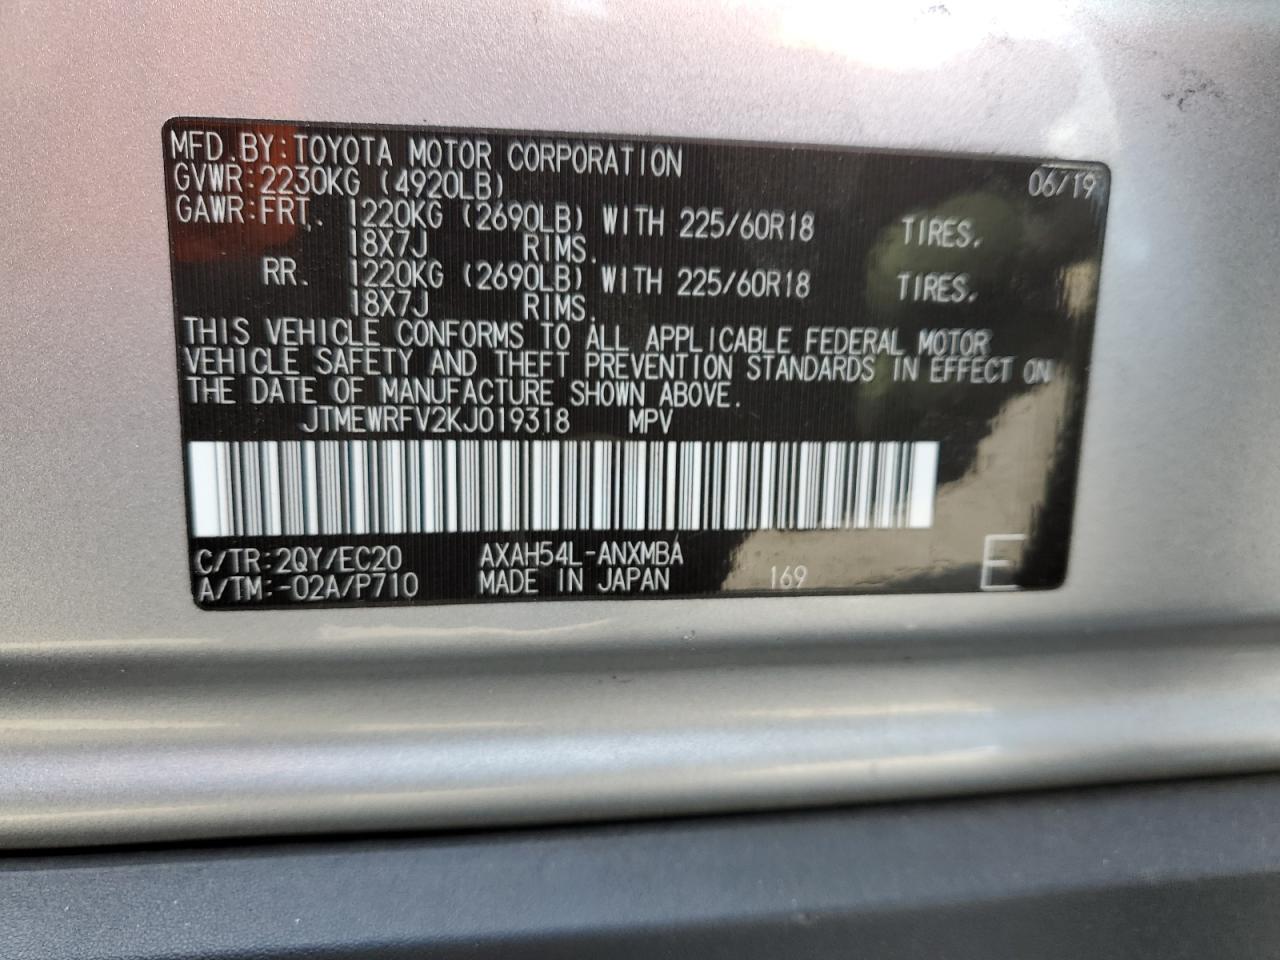 MFD.BY:TOYOTA MOTOR CORPORATION 06/19
GVWR:2230KG (4920LB)
GAWR:FRT. 1220KG (2690LB) WITH 225/60R18 TIRES.
18X7J RIMS.
RR. 1220KG (2690LB) WITH 225/60R18 TIRES.
18X7J RIMS.
THIS VEHICLE CONFORMS TO ALL APPLICABLE FEDERAL MOTOR
VEHICLE SAFETY AND THEFT PREVENTION STANDARDS IN EFFECT ON
THE DATE OF MANUFACTURE SHOWN ABOVE.
JTMEWRFV2KJ019318 MPV
C/TR:2QY/EC20 AXAH54L-ANXMBA
A/TM:-02A/P710 MADE IN JAPAN 169 E